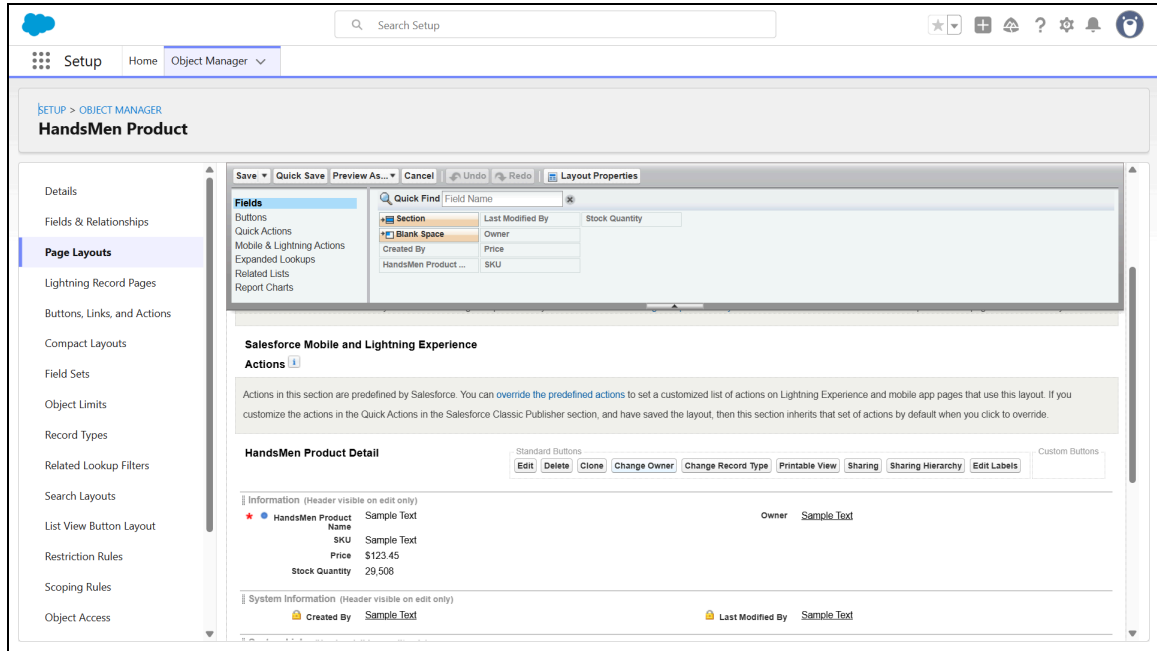 Search Setup
Setup Home Object Manager
SETUP > OBJECT MANAGER
HandsMen Product
Details
Fields & Relationships
Page Layouts
Lightning Record Pages
Buttons, Links, and Actions
Compact Layouts
Field Sets
Object Limits
Record Types
Related Lookup Filters
Search Layouts
List View Button Layout
Restriction Rules
Scoping Rules
Object Access
Save Quick Save Preview As... Cancel Undo Redo Layout Properties
Fields
Buttons
Quick Actions
Mobile & Lightning Actions
Expanded Lookups
Related Lists
Report Charts
Quick Find Field Name
Section Last Modified By Stock Quantity
Blank Space Owner
Created By Price
HandsMen Product ... SKU
Salesforce Mobile and Lightning Experience
Actions i
Actions in this section are predefined by Salesforce. You can override the predefined actions to set a customized list of actions on Lightning Experience and mobile app pages that use this layout. If you
customize the actions in the Quick Actions in the Salesforce Classic Publisher section, and have saved the layout, then this section inherits that set of actions by default when you click to override.
HandsMen Product Detail
Standard Buttons
Edit Delete Clone Change Owner Change Record Type Printable View Sharing Sharing Hierarchy Edit Labels
Custom Buttons
Information (Header visible on edit only)
* HandsMen Product Name Sample Text Owner Sample Text
SKU Sample Text
Price $123.45
Stock Quantity 29,508
System Information (Header visible on edit only)
Created By Sample Text Last Modified By Sample Text